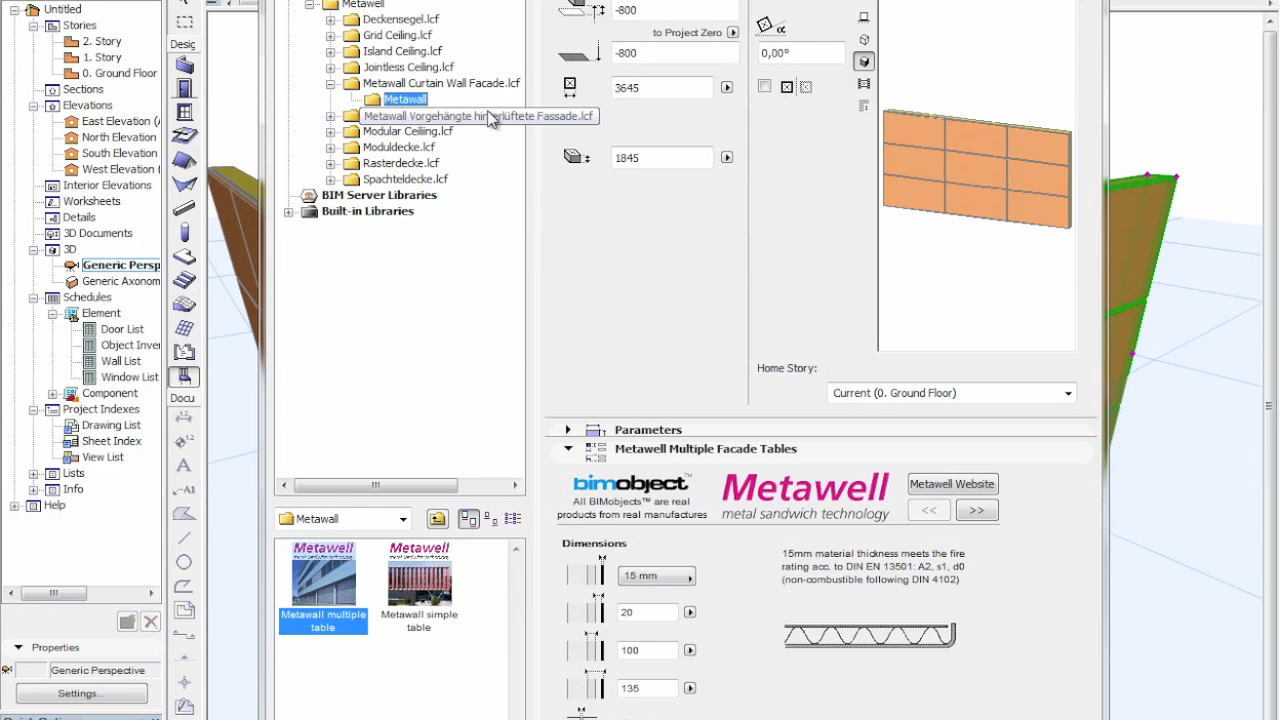 Untitled
Stories
2. Story
1. Story
0. Ground Floor
Sections
Elevations
East Elevation (A
North Elevation
South Elevation
West Elevation (
Interior Elevations
Worksheets
Details
3D Documents
3D
Generic Persp
Generic Axonom
Schedules
Element
Door List
Object Inver
Wall List
Window List
Component
Project Indexes
Drawing List
Sheet Index
View List
Lists
Info
Help
Properties
Generic Perspective
Settings...
Desig
Docu
Metawell
Deckensegel.lcf
Grid Ceiling.lcf
Island Ceiling.lcf
Jointless Ceiling.lcf
Metawall Curtain Wall Facade.lcf
Metawall
Metawall Vorgehängte hinterlüftete Fassade.lcf
Modular Ceiling.lcf
Moduldecke.lcf
Rasterdecke.lcf
Spachteldecke.lcf
BIM Server Libraries
Built-in Libraries
Metawall
Metawell
Metawall multiple
table
Metawell
Metawall simple
table
-800
to Project Zero
-800
3645
1845
0,00°
Home Story:
Current (0. Ground Floor)
Parameters
Metawell Multiple Facade Tables
bimobject™
All BIMobjects™ are real
products from real manufactures
Metawell
metal sandwich technology
Metawell Website
<<
>>
Dimensions
15 mm
20
100
135
15mm material thickness meets the fire
rating acc. to DIN EN 13501: A2, s1, d0
(non-combustible following DIN 4102)